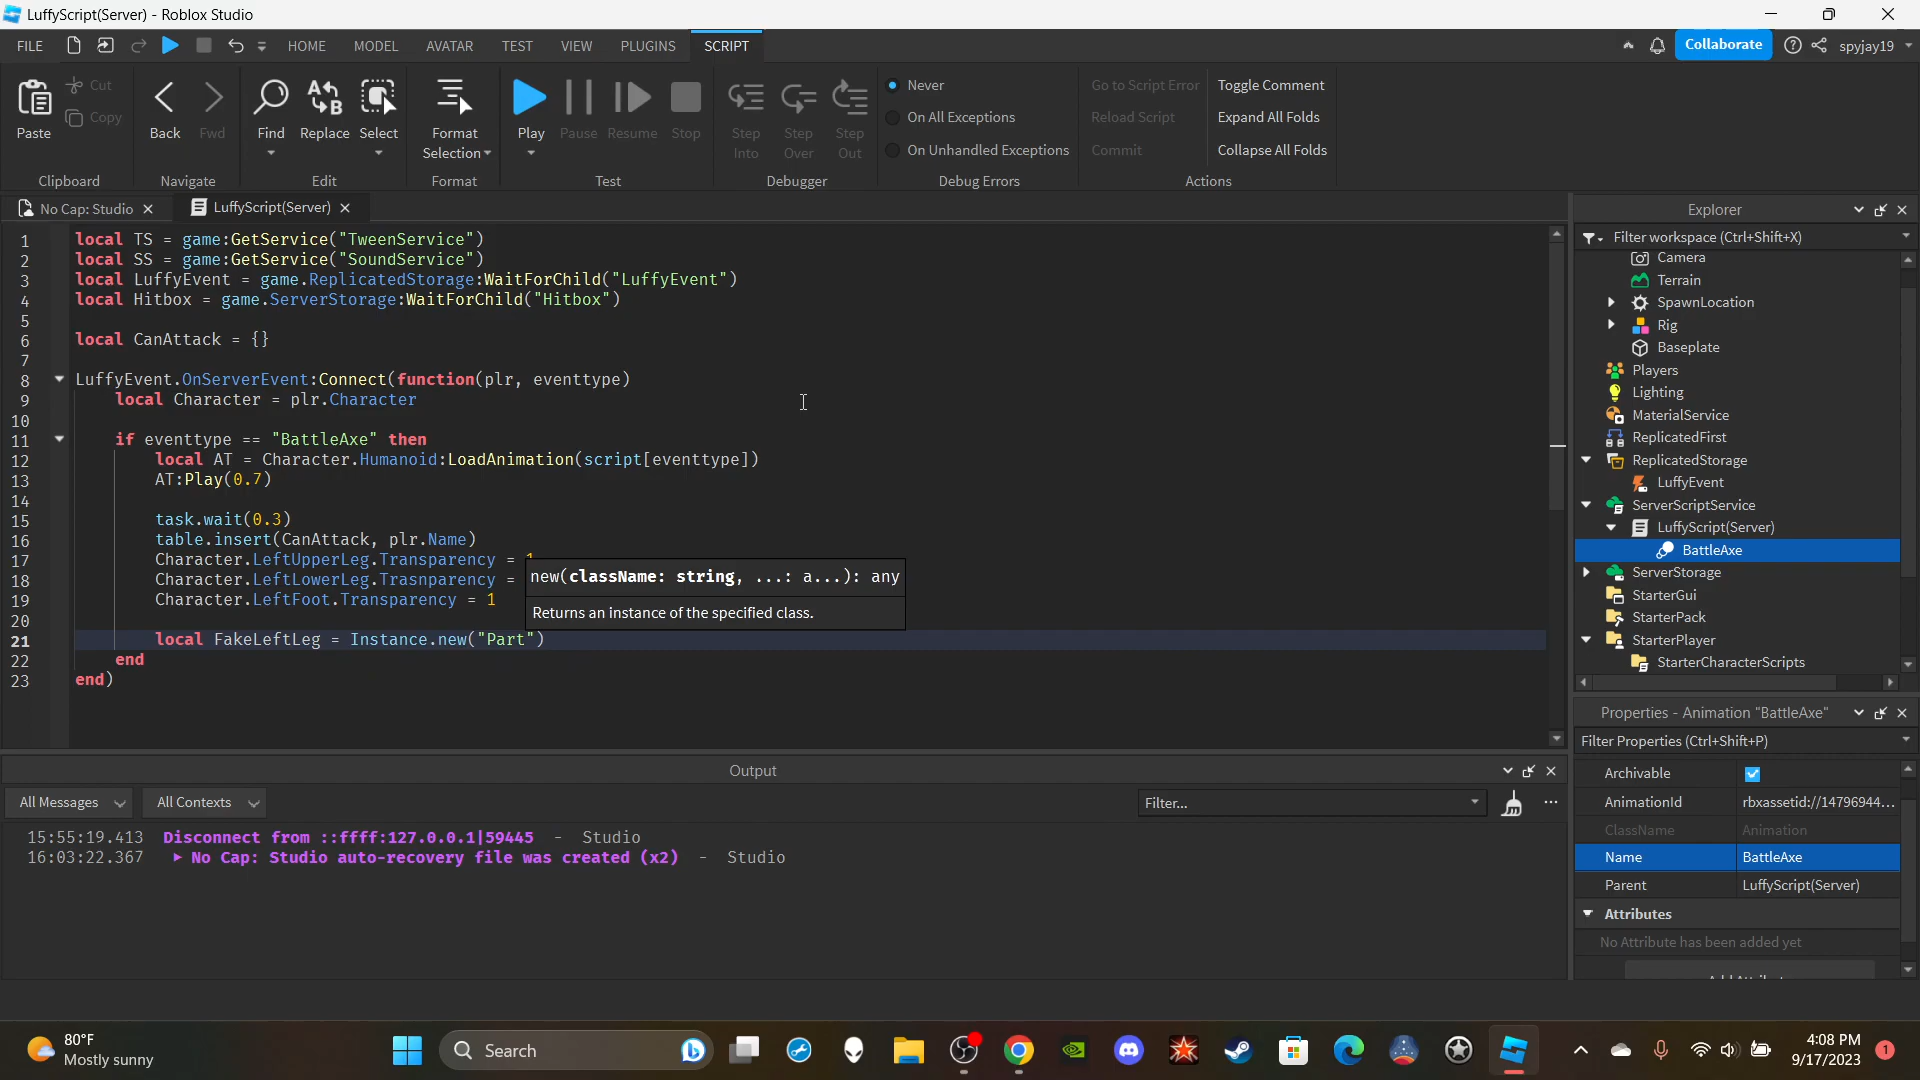 LuffyScript(Server) - Roblox Studio
FILE HOME MODEL AVATAR TEST VIEW PLUGINS SCRIPT Collaborate spyjay19
Paste
Cut
Copy
Clipboard
Back Fwd
Navigate
Find Replace Select
Edit
Format
Selection
Format
Play Pause Resume Stop
Test
Step Into
Step Over
Step Out
Debugger
Never
On All Exceptions
On Unhandled Exceptions
Debug Errors
Go to Script Error
Reload Script
Commit
Toggle Comment
Expand All Folds
Collapse All Folds
Actions
No Cap: Studio
LuffyScript(Server)
1 local TS = game:GetService("TweenService")
2 local SS = game:GetService("SoundService")
3 local LuffyEvent = game.ReplicatedStorage:WaitForChild("LuffyEvent")
4 local Hitbox = game.ServerStorage:WaitForChild("Hitbox")
5
6 local CanAttack = {}
7
8 LuffyEvent.OnServerEvent:Connect(function(plr, eventtype)
9 local Character = plr.Character
10
11 if eventtype == "BattleAxe" then
12 local AT = Character.Humanoid:LoadAnimation(script[eventtype])
13 AT:Play(0.7)
14
15 task.wait(0.3)
16 table.insert(CanAttack, plr.Name)
17 Character.LeftUpperLeg.Transparency = 1
18 Character.LeftLowerLeg.Trasnparency =
19 Character.LeftFoot.Transparency = 1
20
21 local FakeLeftLeg = Instance.new("Part")
22 end
23 end)
new(className: string, ...: a...): any
Returns an instance of the specified class.
Output
All Messages
All Contexts
Filter...
15:55:19.413 Disconnect from ::ffff:127.0.0.1|59445 - Studio
16:03:22.367 No Cap: Studio auto-recovery file was created (x2) - Studio
Explorer
Filter workspace (Ctrl+Shift+X)
Camera
Terrain
SpawnLocation
Rig
Baseplate
Players
Lighting
MaterialService
ReplicatedFirst
ReplicatedStorage
LuffyEvent
ServerScriptService
LuffyScript(Server)
BattleAxe
ServerStorage
StarterGui
StarterPack
StarterPlayer
StarterCharacterScripts
Properties - Animation "BattleAxe"
Filter Properties (Ctrl+Shift+P)
Archivable
AnimationId rbxassetid://14796944...
ClassName Animation
Name BattleAxe
Parent LuffyScript(Server)
Attributes
No Attribute has been added yet
80°F
Mostly sunny
Search
4:08 PM
9/17/2023
1